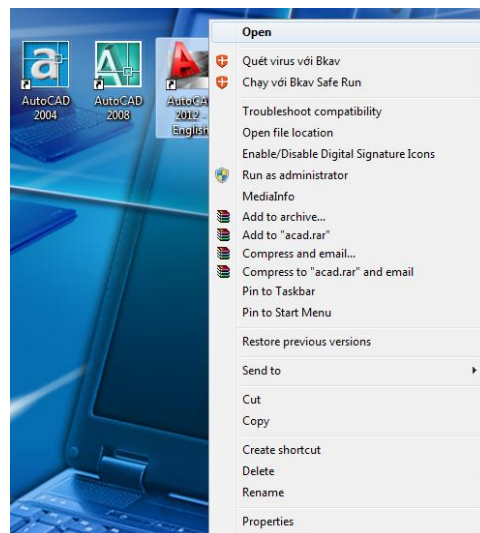 AutoCAD
2004
AutoCAD
2008
2012 -
English
Open
Quét virus với Bkav
Chạy với Bkav Safe Run
Troubleshoot compatibility
Open file location
Enable/Disable Digital Signature Icons
Run as administrator
MediaInfo
Add to archive...
Add to "acad.rar"
Compress and email...
Compress to "acad.rar" and email
Pin to Taskbar
Pin to Start Menu
Restore previous versions
Send to
Cut
Copy
Create shortcut
Delete
Rename
Properties